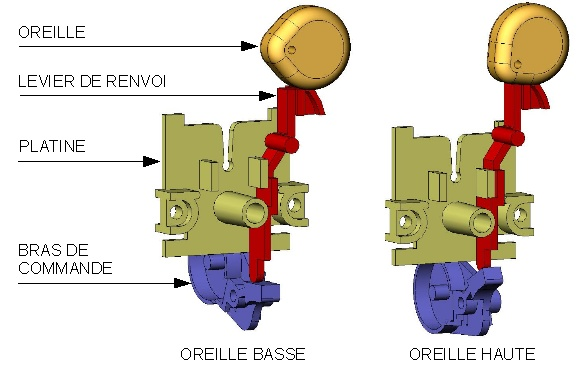 OREILLE
LEVIER DE RENVOI
PLATINE
BRAS DE
COMMANDE
OREILLE BASSE
OREILLE HAUTE